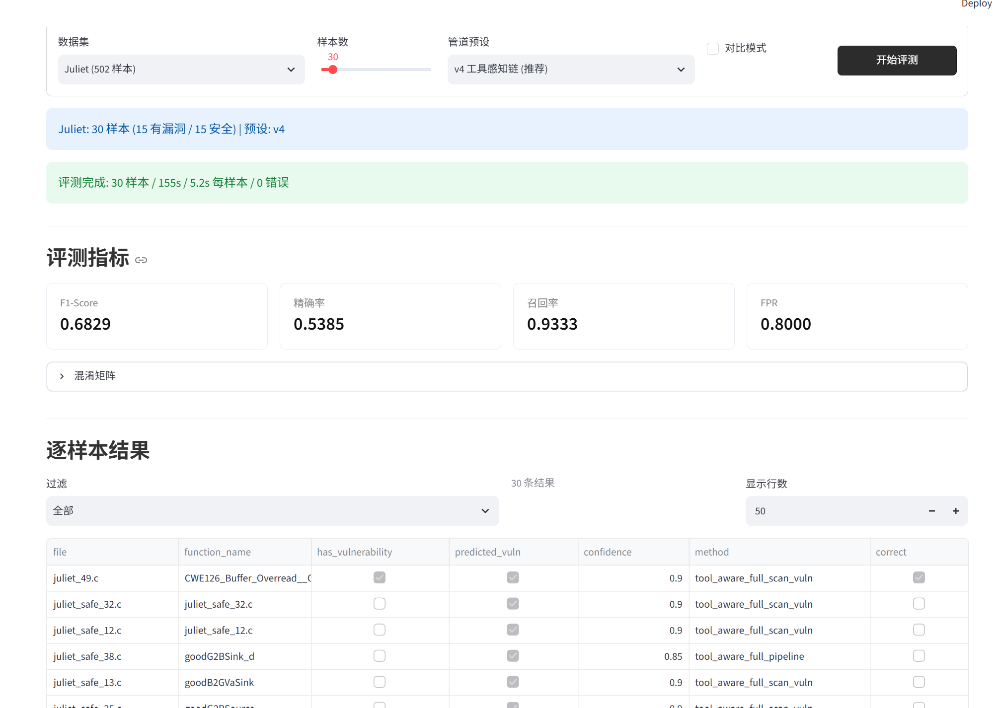 Deploy
数据集
样本数
管道预设
对比模式
开始评测
30
Juliet (502 样本)
v4 工具感知链 (推荐)
Juliet: 30 样本 (15 有漏洞 / 15 安全) | 预设: v4
评测完成: 30 样本 / 155s / 5.2s 每样本 / 0 错误
评测指标
F1-Score
0.6829
精确率
0.5385
召回率
0.9333
FPR
0.8000
混淆矩阵
逐样本结果
过滤
30 条结果
显示行数
全部
50
file function_name has_vulnerability predicted_vuln confidence method correct
juliet_49.c CWE126_Buffer_Overread__ 0.9 tool_aware_full_scan_vuln
juliet_safe_32.c juliet_safe_32.c 0.9 tool_aware_full_scan_vuln
juliet_safe_12.c juliet_safe_12.c 0.9 tool_aware_full_scan_vuln
juliet_safe_38.c goodG2BSink_d 0.85 tool_aware_full_pipeline
juliet_safe_13.c goodB2GVaSink 0.9 tool_aware_full_scan_vuln